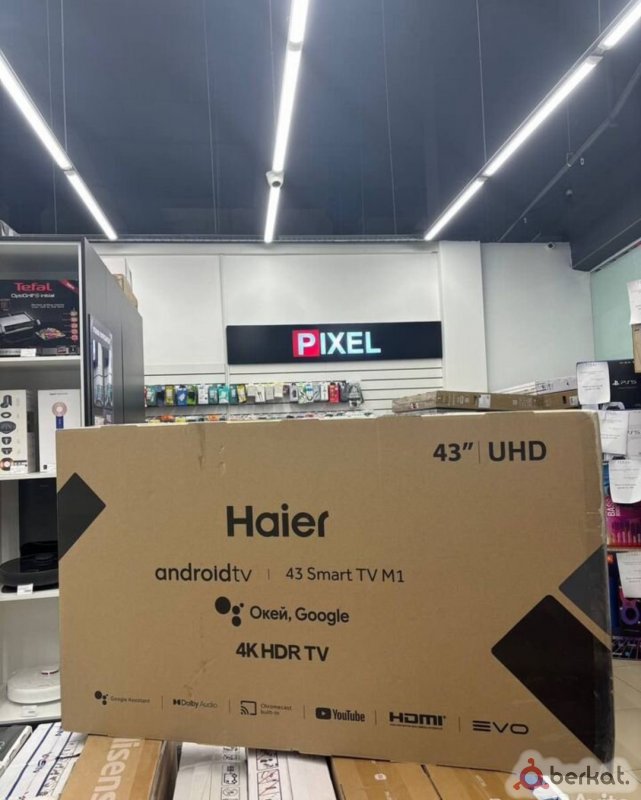 Tefal
PIXEL
PS5
43" | UHD
Haier
androidtv | 43 Smart TV M1
Окей, Google
4K HDR TV
Google Assistant | Dolby Audio | Chromecast built-in | YouTube | HDMI | EVO
berkat.